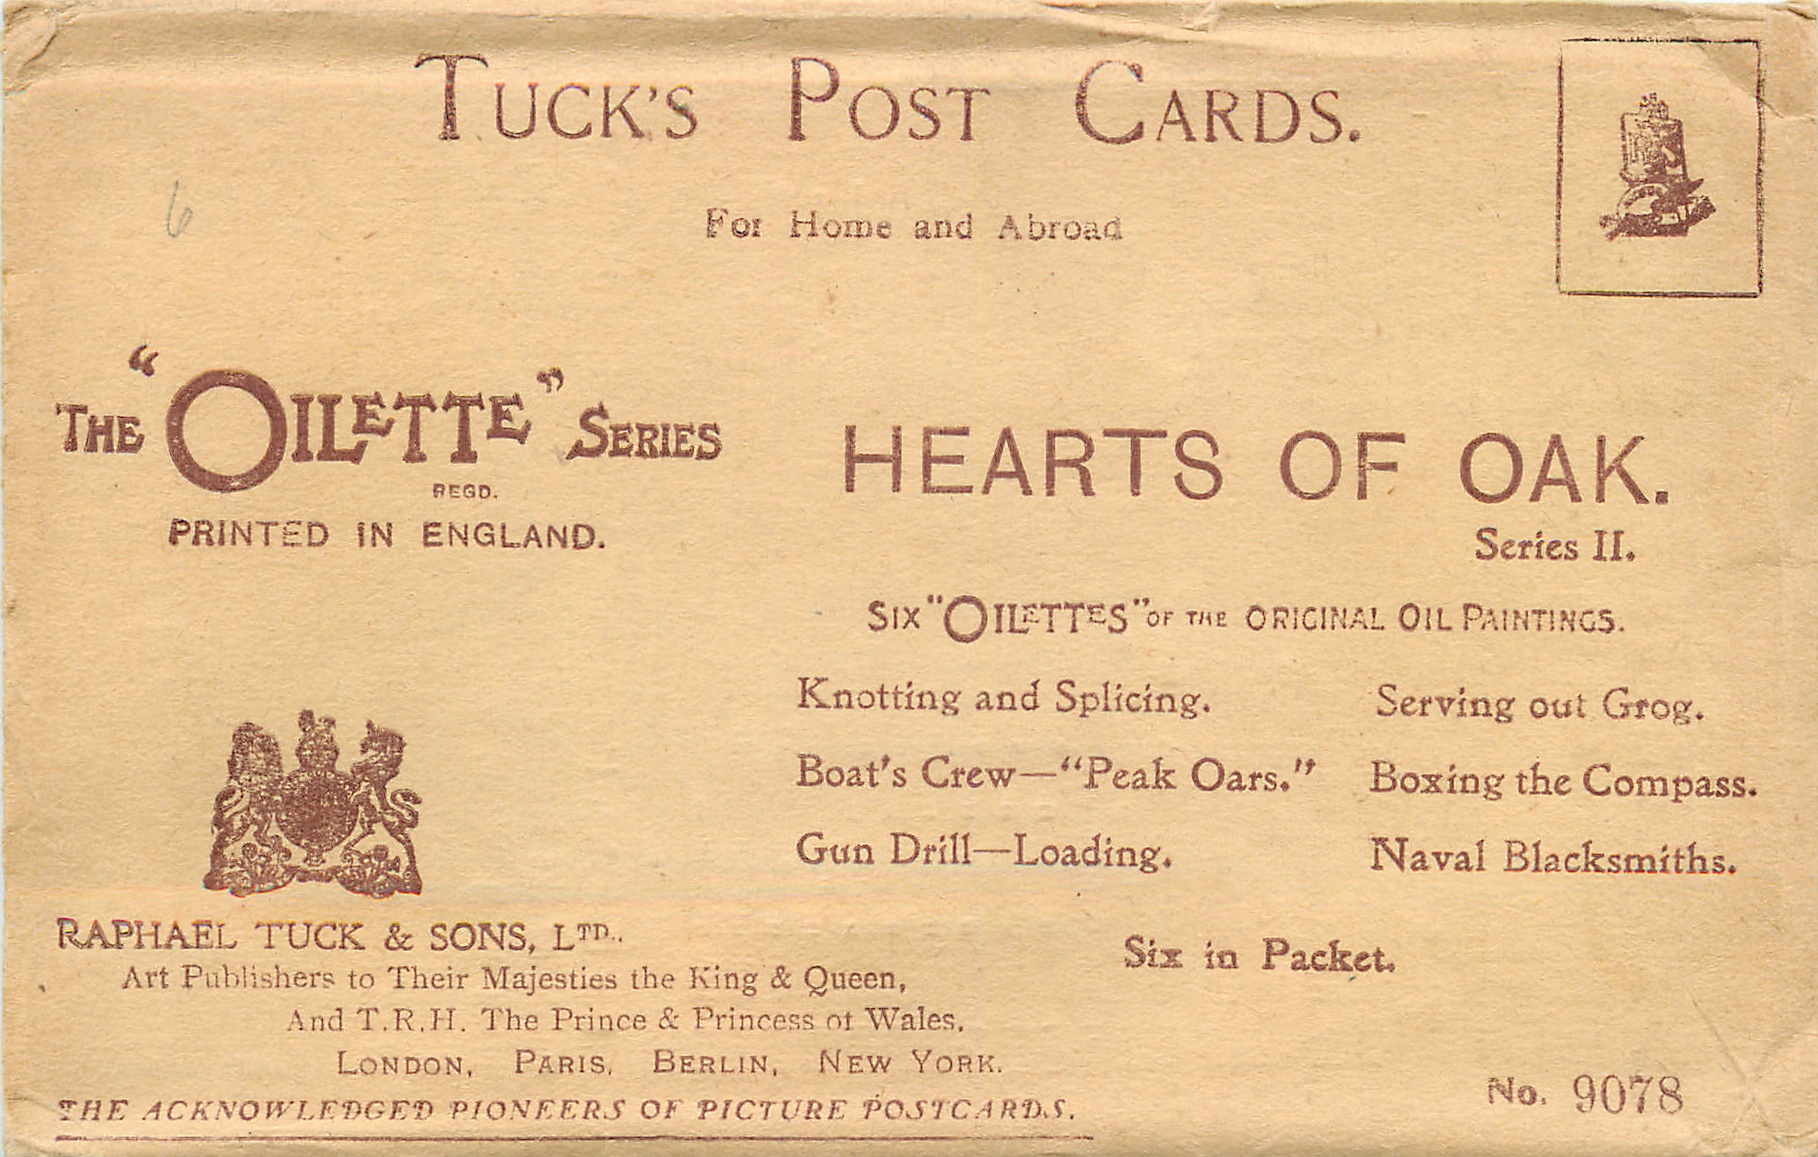 TUCK'S POST CARDS.
For Home and Abroad
6
THE "OILETTE" SERIES
REGD.
PRINTED IN ENGLAND.
HEARTS OF OAK.
Series II.
SIX "OILETTES" OF THE ORIGINAL OIL PAINTINGS.
Knotting and Splicing.
Boat's Crew—"Peak Oars."
Gun Drill—Loading.
Serving out Grog.
Boxing the Compass.
Naval Blacksmiths.
Six in Packet.
RAPHAEL TUCK & SONS, LTD.,
Art Publishers to Their Majesties the King & Queen,
And T.R.H. The Prince & Princess of Wales.
LONDON, PARIS, BERLIN, NEW YORK.
THE ACKNOWLEDGED PIONEERS OF PICTURE POSTCARDS.
No. 9078